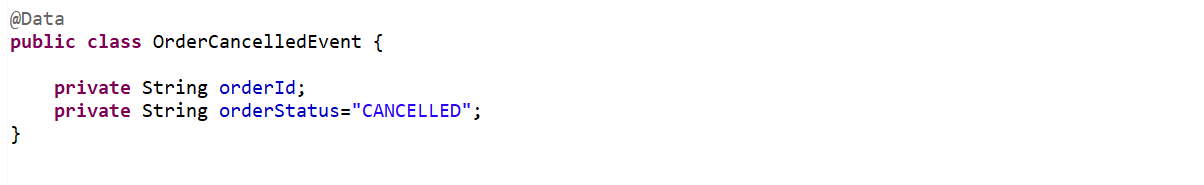 @Data
public class OrderCancelledEvent {
private String orderId;
private String orderStatus="CANCELLED";
}